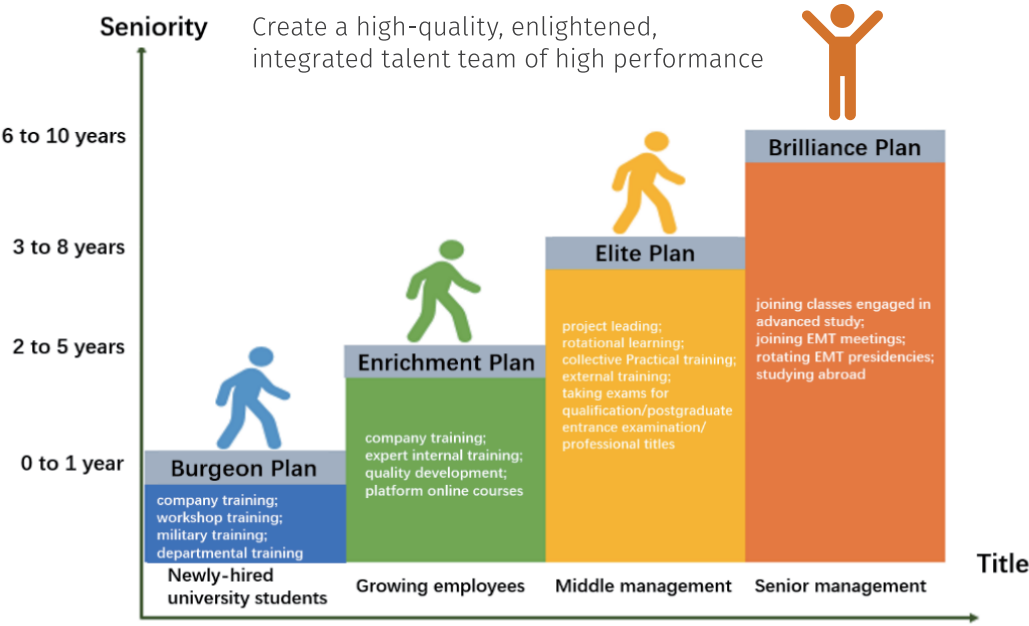 Seniority
Create a high-quality, enlightened,
integrated talent team of high performance
6 to 10 years
3 to 8 years
2 to 5 years
0 to 1 year
Burgeon Plan
company training;
workshop training;
military training;
departmental training
Newly-hired
university students
Enrichment Plan
company training;
expert internal training;
quality development;
platform online courses
Growing employees
Elite Plan
project leading;
rotational learning;
collective Practical training;
external training;
taking exams for
qualification/postgraduate
entrance examination/
professional titles
Middle management
Brilliance Plan
joining classes engaged in
advanced study;
joining EMT meetings;
rotating EMT presidencies;
studying abroad
Senior management
Title